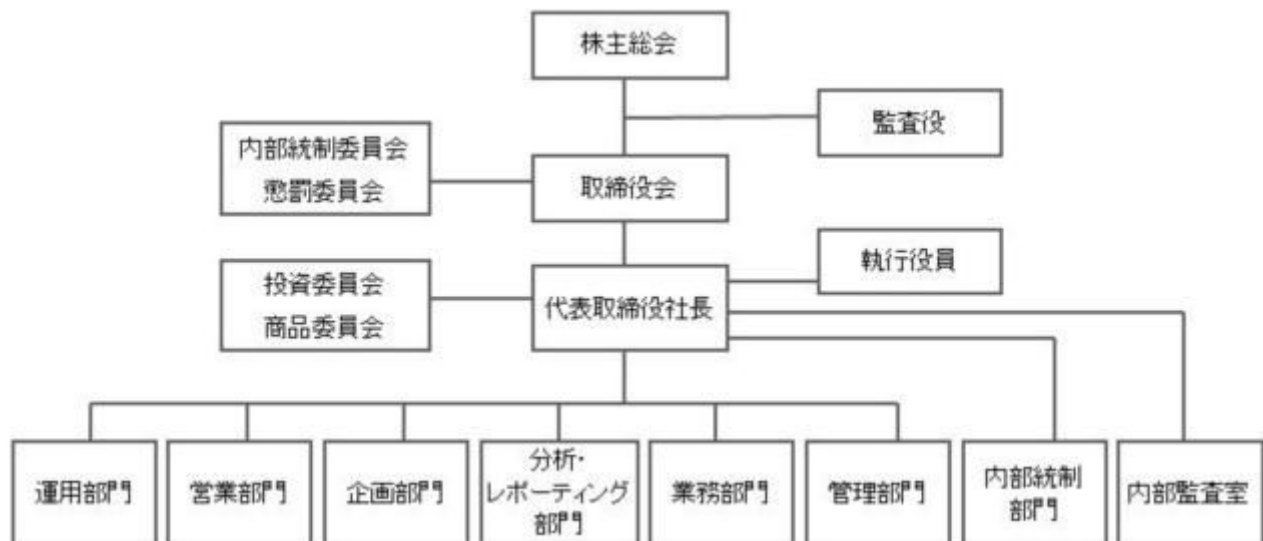 株主総会
監査役
内部統制委員会
懲罰委員会
取締役会
執行役員
投資委員会
商品委員会
代表取締役社長
運用部門
営業部門
企画部門
分析・
レポーティング
部門
業務部門
管理部門
内部統制
部門
内部監査室